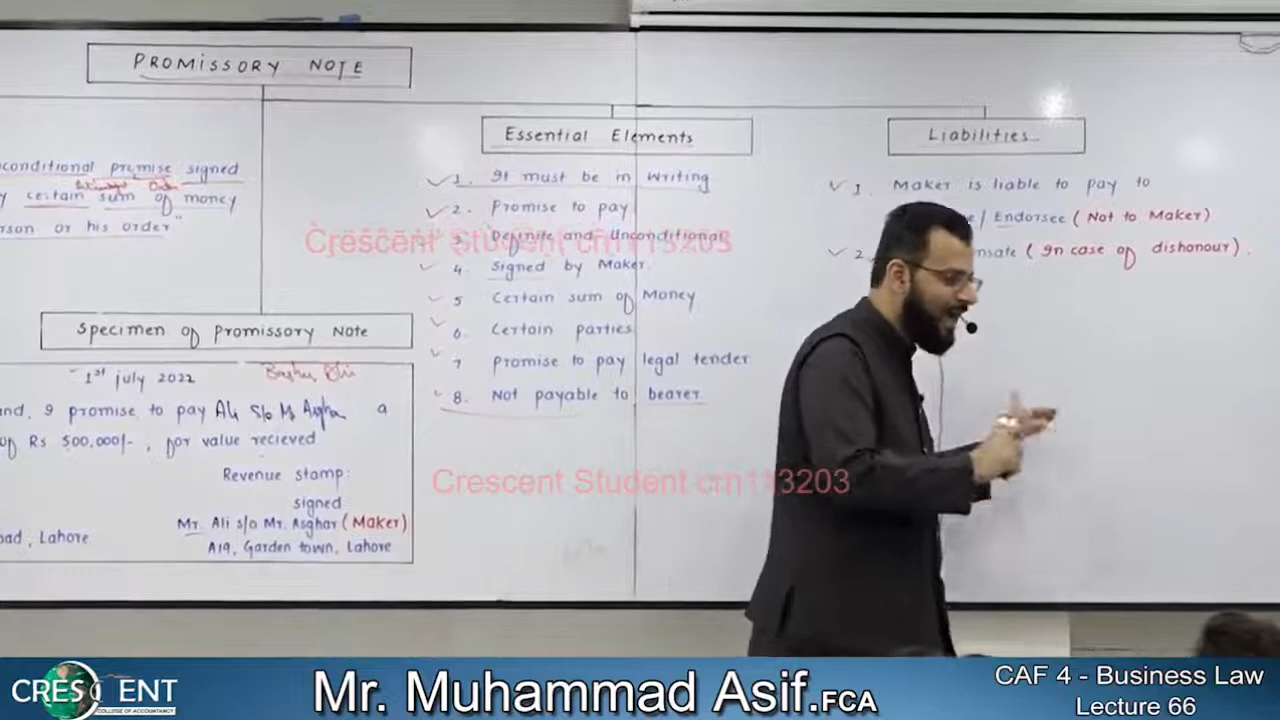 PROMISSORY NOTE
conditional promise signed
certain sum of money
rson or his order"
Essential Elements
1. It must be in writing
2. Promise to pay
3 Definite and Unconditional
4 Signed by Maker.
5 Certain sum of Money
6. Certain parties
7 Promise to pay legal tender
8. Not payable to bearer.
Liabilities
1. Maker is liable to pay to
e/ Endorsee (Not to Maker)
2. nsate (In case of dishonour).
Specimen of promissory Note
1st july 2022
and, I promise to pay Ali s/o a
of Rs 500,000/-, for value recieved
Revenue stamp:
signed
Mr. Ali s/o Mr. Asghar (Maker)
A19, Garden town, Lahore
ad, Lahore
Crescent Student crn113203
Crescent Student crn113203
CRESCENT
COLLEGE OF ACCOUNTANCY
Mr. Muhammad Asif.FCA
CAF 4 - Business Law
Lecture 66